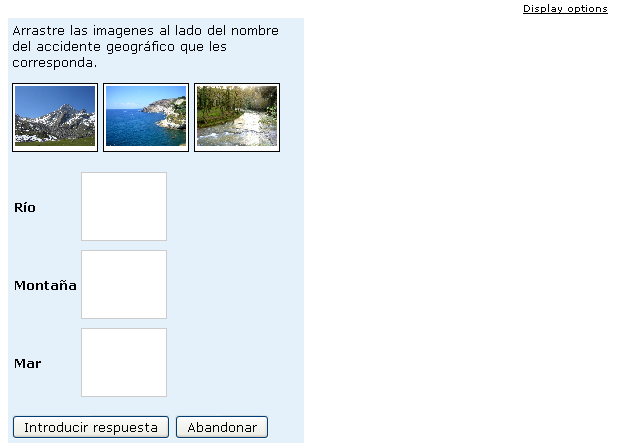 Display options
Arrastre las imagenes al lado del nombre
del accidente geográfico que les
corresponda.
Río
Montaña
Mar
Introducir respuesta
Abandonar